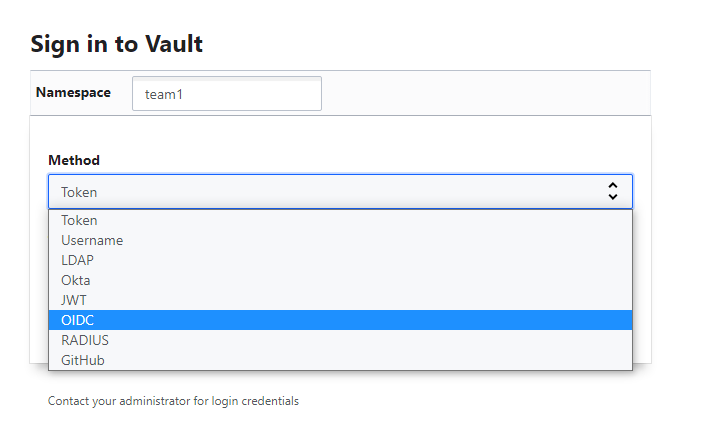 Sign in to Vault
Namespace team1
Method
Token
Token
Username
LDAP
Okta
JWT
OIDC
RADIUS
GitHub
Contact your administrator for login credentials